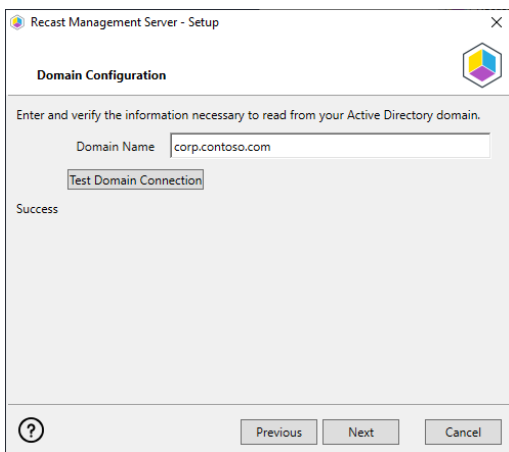 Recast Management Server - Setup
Domain Configuration
Enter and verify the information necessary to read from your Active Directory domain.
Domain Name corp.contoso.com
Test Domain Connection
Success
?
Previous Next Cancel